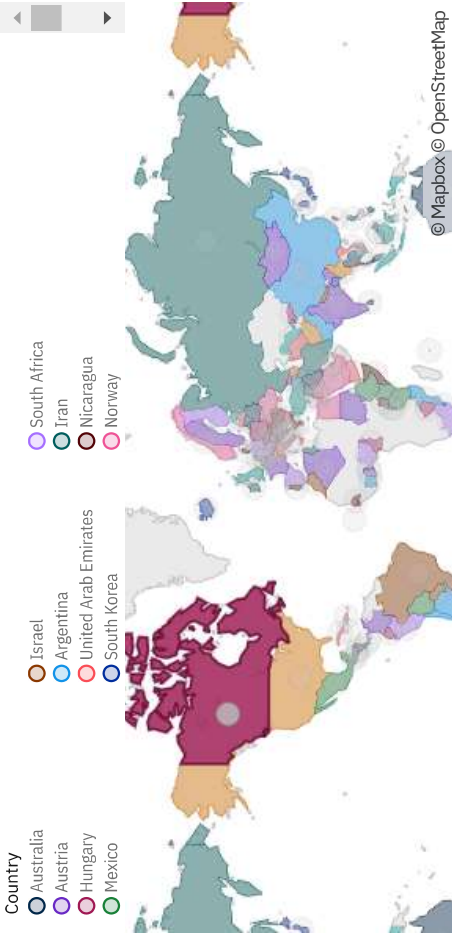 Country
Australia
Austria
Hungary
Mexico
Israel
Argentina
United Arab Emirates
South Korea
South Africa
Iran
Nicaragua
Norway
© Mapbox © OpenStreetMap